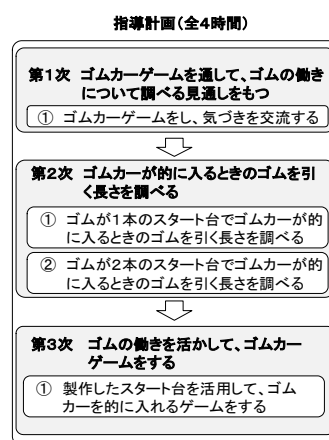 指導計画(全4時間)
第1次 ゴムカーゲームを通して、ゴムの働き
について調べる見通しをもつ
① ゴムカーゲームをし、気づきを交流する
第2次 ゴムカーが的に入るときのゴムを引
く長さを調べる
① ゴムが1本のスタート台でゴムカーが的
に入るときのゴムを引く長さを調べる
② ゴムが2本のスタート台でゴムカーが的
に入るときのゴムを引く長さを調べる
第3次 ゴムの働きを活かして、ゴムカー
ゲームをする
① 製作したスタート台を活用して、ゴム
カーを的に入れるゲームをする